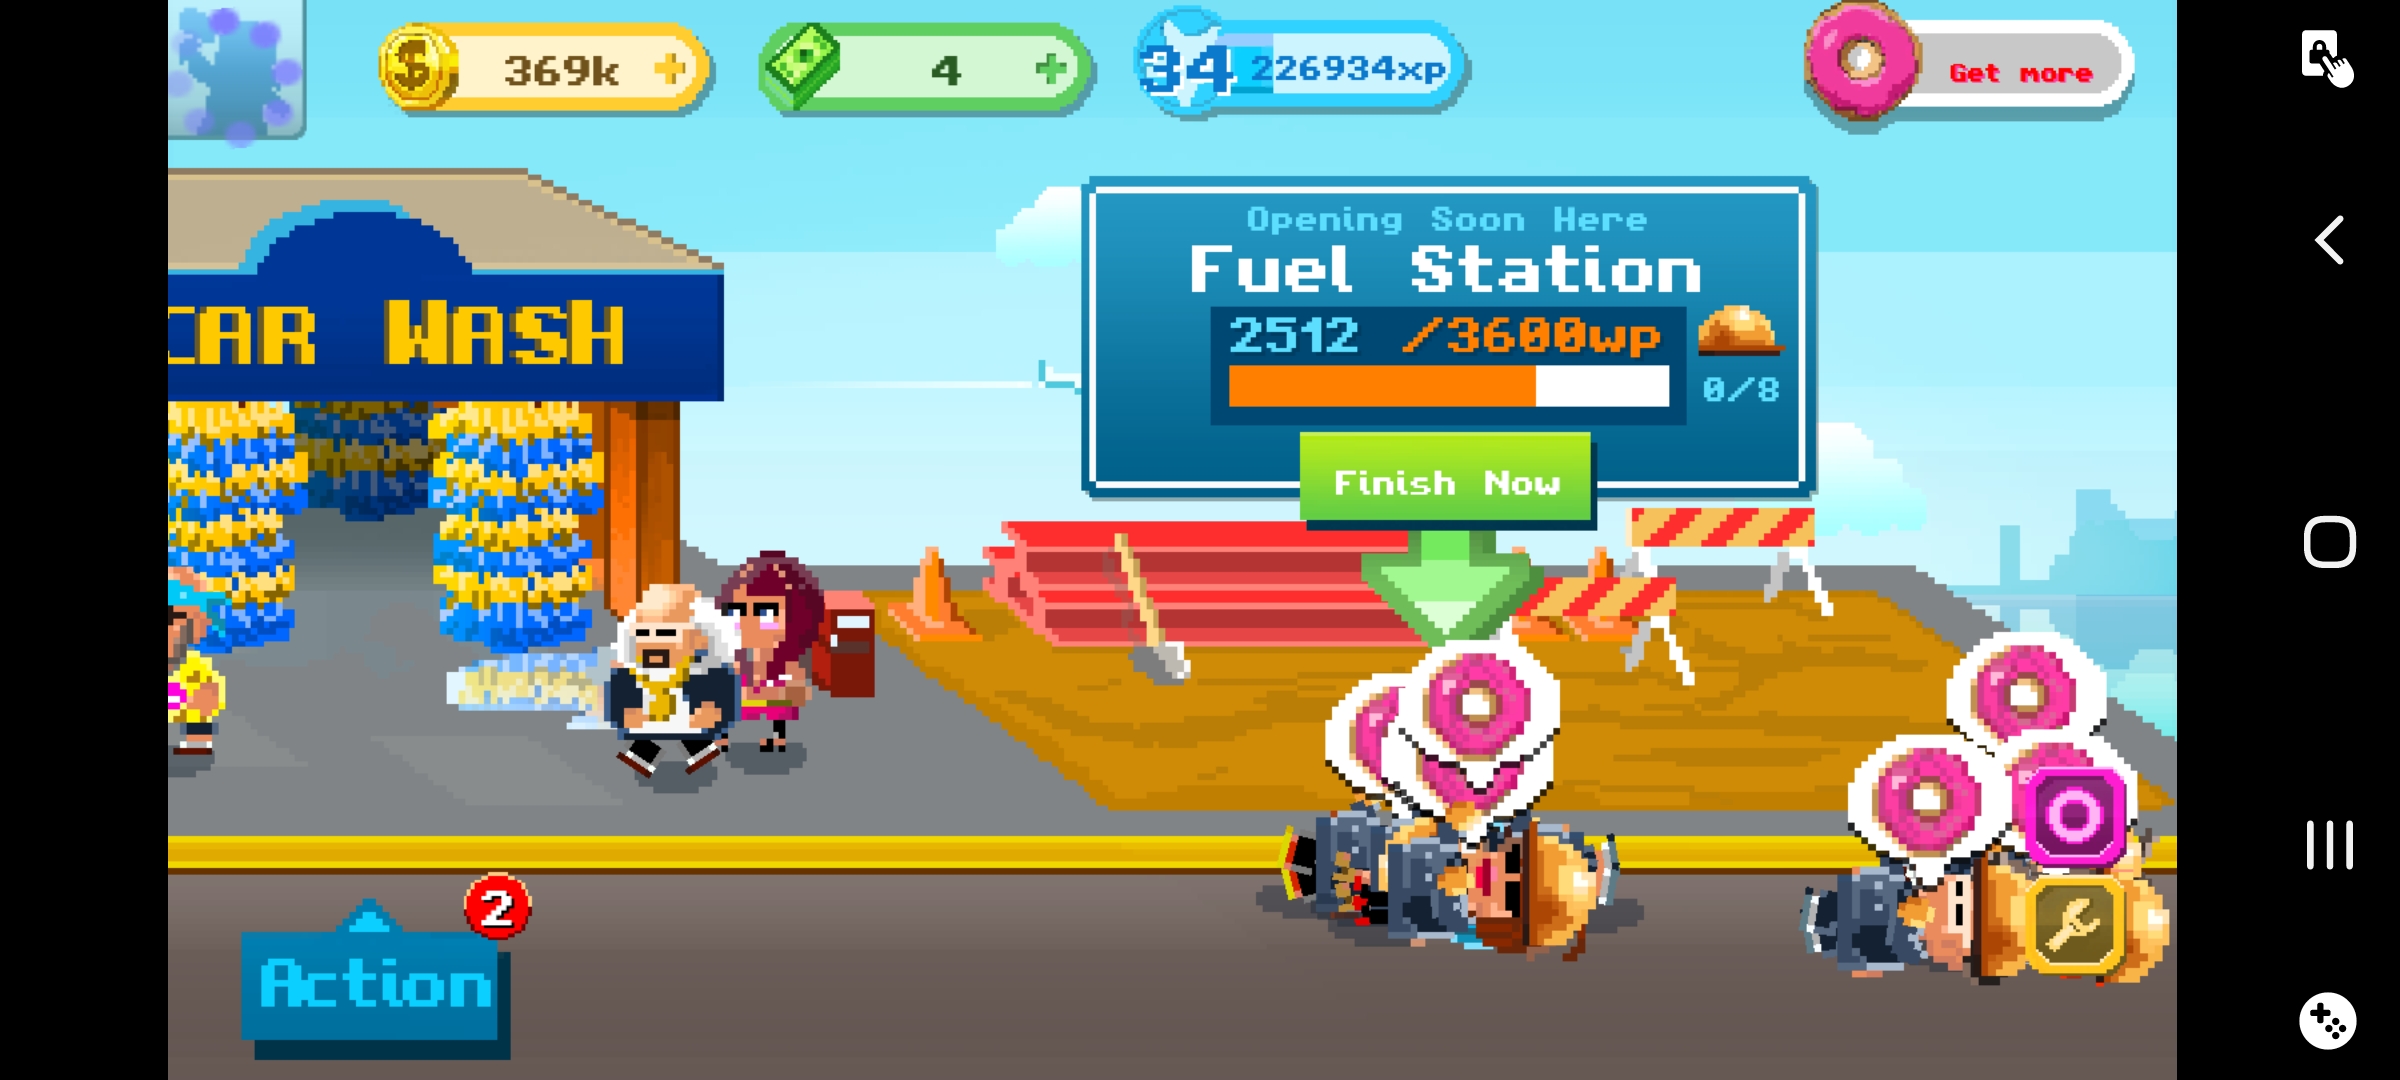 369k
4
34 226934xp
Get more
Opening Soon Here
Fuel Station
2512 /3600wp
0/8
Finish Now
CAR WASH
2
Action